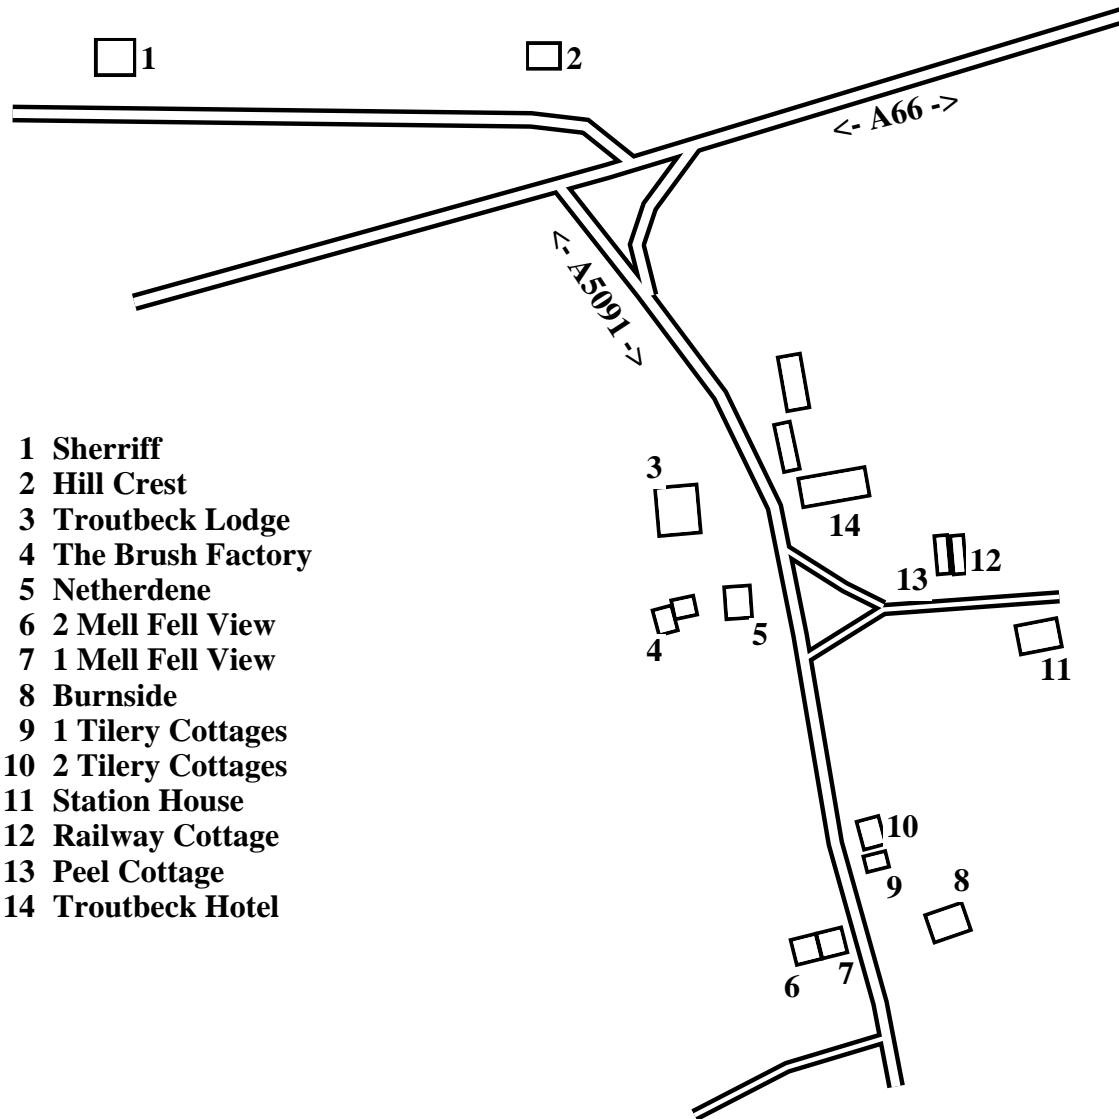 1
2
<- A66 ->
<- A5091 ->
3
14
13
12
4
5
11
10
9
8
6
7
1 Sherriff
2 Hill Crest
3 Troutbeck Lodge
4 The Brush Factory
5 Netherdene
6 2 Mell Fell View
7 1 Mell Fell View
8 Burnside
9 1 Tilery Cottages
10 2 Tilery Cottages
11 Station House
12 Railway Cottage
13 Peel Cottage
14 Troutbeck Hotel